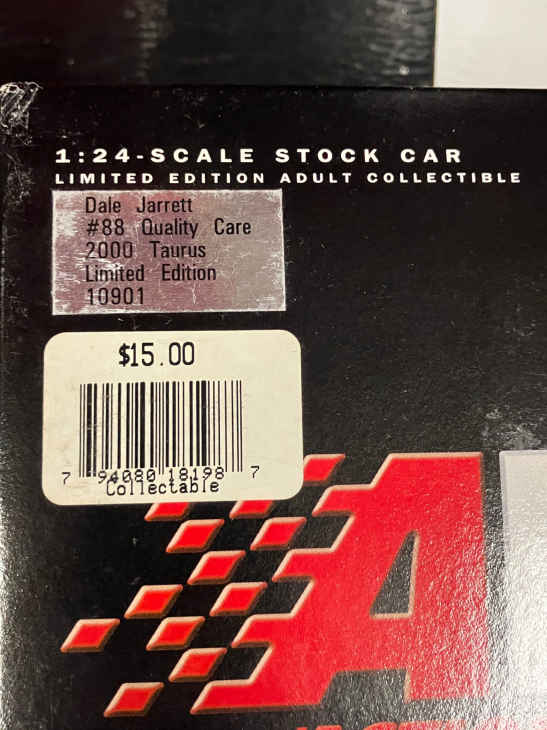 1:24-SCALE STOCK CAR
LIMITED EDITION ADULT COLLECTIBLE
Dale Jarrett
#88 Quality Care
2000 Taurus
Limited Edition
10901
$15.00
7 94080 18198 7
Collectable
A